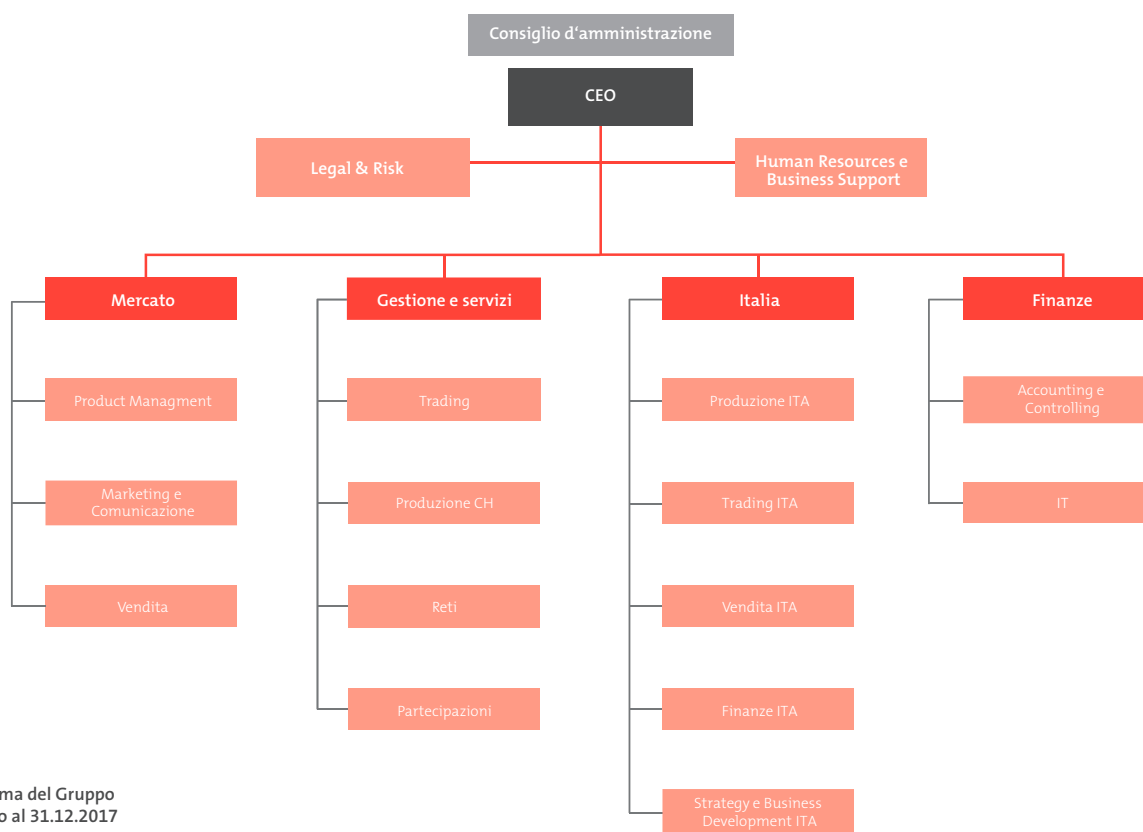 Consiglio d‘amministrazione
CEO
Legal & Risk
Human Resources e
Business Support
Mercato
Gestione e servizi
Italia
Finanze
Product Managment
Trading
Produzione ITA
Accounting e
Controlling
Marketing e
Comunicazione
Produzione CH
Trading ITA
IT
Vendita
Reti
Vendita ITA
Partecipazioni
Finanze ITA
Strategy e Business
Development ITA
del Gruppo
al 31.12.2017